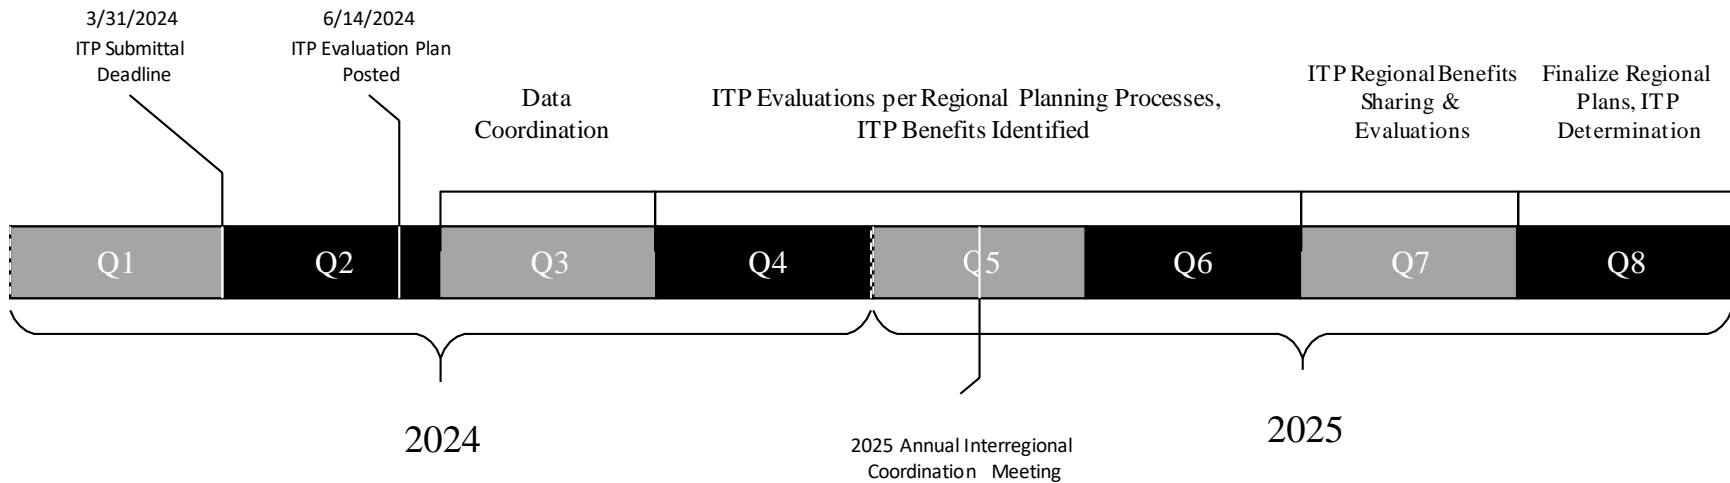 3/31/2024
ITP Submittal
Deadline
6/14/2024
ITP Evaluation Plan
Posted
Data
Coordination
ITP Evaluations per Regional Planning Processes,
ITP Benefits Identified
ITP Regional Benefits
Sharing &
Evaluations
Finalize Regional
Plans, ITP
Determination
Q1
Q2
Q3
Q4
Q5
Q6
Q7
Q8
2024
2025
2025 Annual Interregional
Coordination Meeting